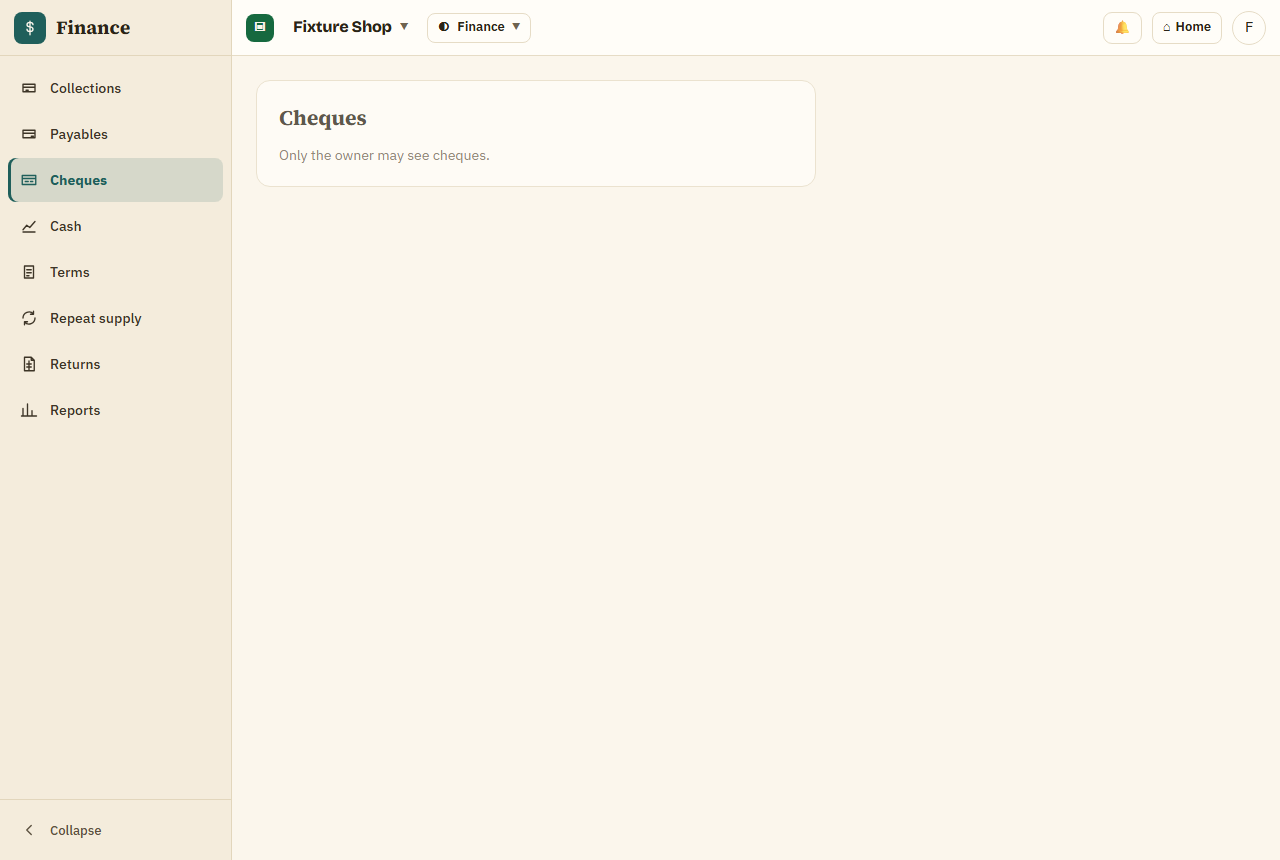 $ Finance
Fixture Shop ▼
Finance ▼
Home
F
Collections
Payables
Cheques
Cash
Terms
Repeat supply
Returns
Reports
Collapse
Cheques
Only the owner may see cheques.